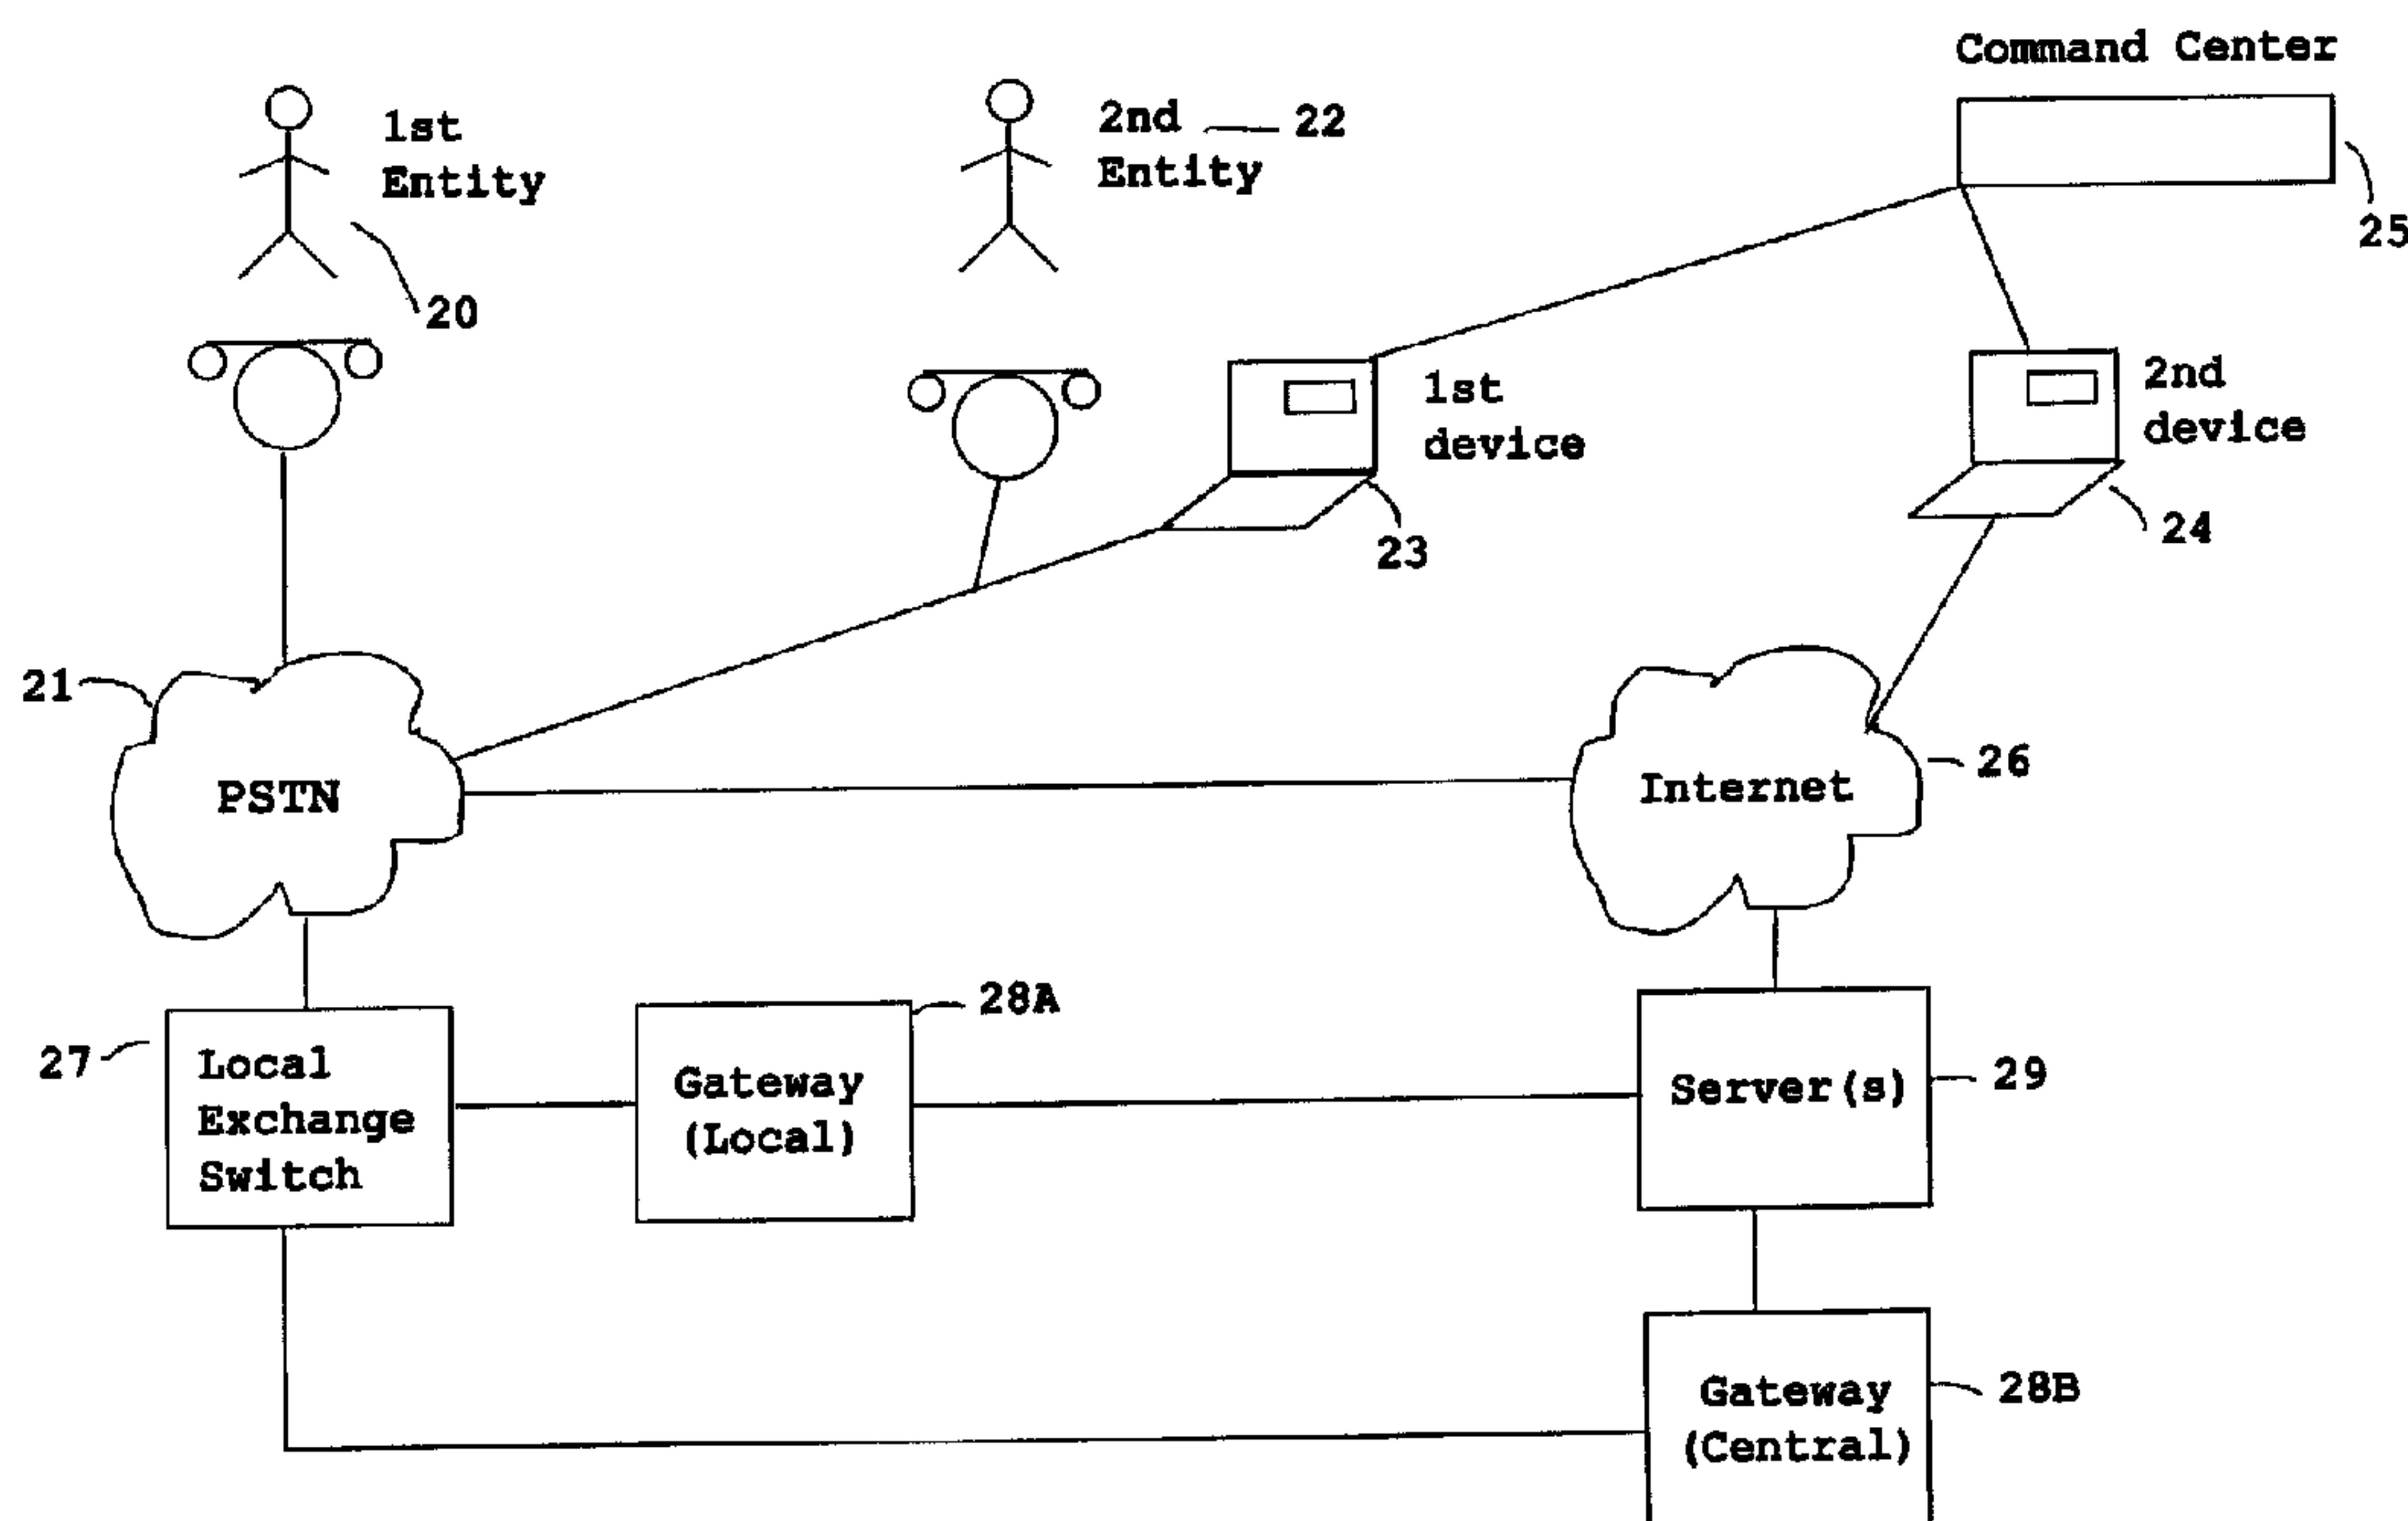 Command Center
1st
Entity
20
2nd 22
Entity
25
1st
device
23
2nd
device
24
21
PSTN
Internet
26
27
Local
Exchange
Switch
28A
Gateway
(Local)
Server(s)
29
Gateway
(Central)
28B